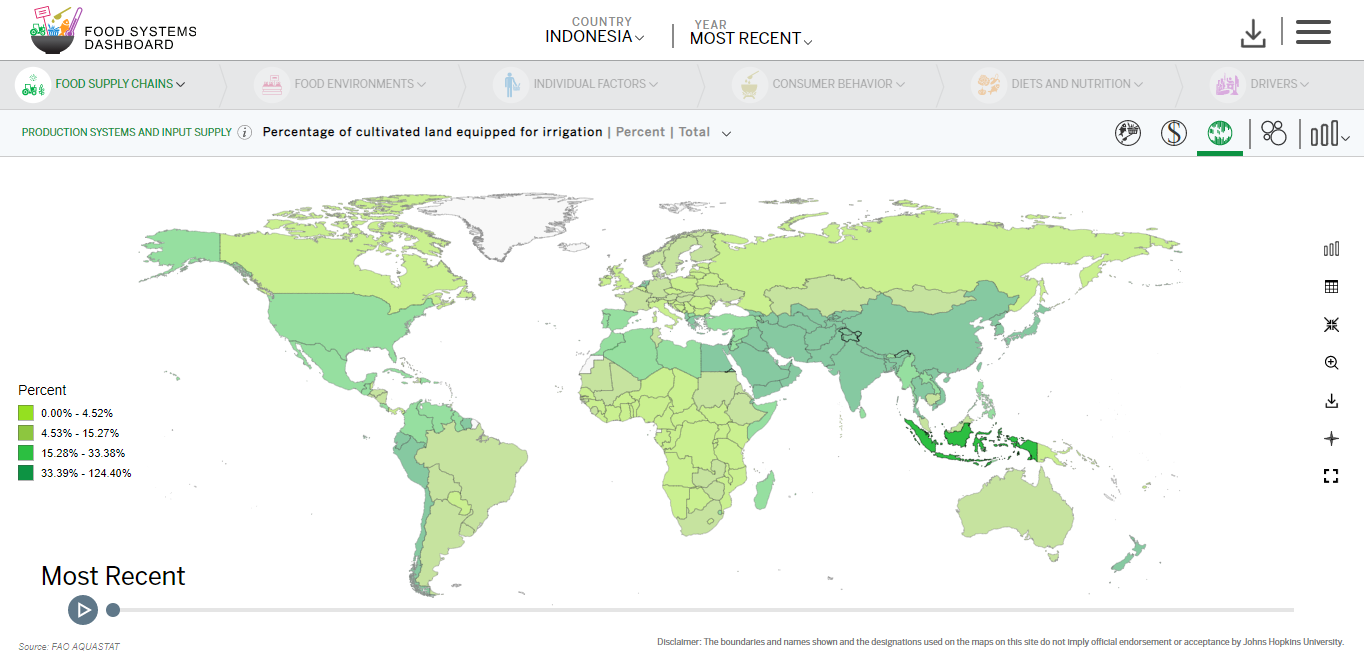 FOOD SYSTEMS
DASHBOARD
COUNTRY
INDONESIA
YEAR
MOST RECENT
FOOD SUPPLY CHAINS
FOOD ENVIRONMENTS
INDIVIDUAL FACTORS
CONSUMER BEHAVIOR
DIETS AND NUTRITION
DRIVERS
PRODUCTION SYSTEMS AND INPUT SUPPLY i Percentage of cultivated land equipped for irrigation | Percent | Total
Percent
0.00% - 4.52%
4.53% - 15.27%
15.28% - 33.38%
33.39% - 124.40%
Most Recent
Source: FAO AQUASTAT
Disclaimer: The boundaries and names shown and the designations used on the maps on this site do not imply official endorsement or acceptance by Johns Hopkins University.